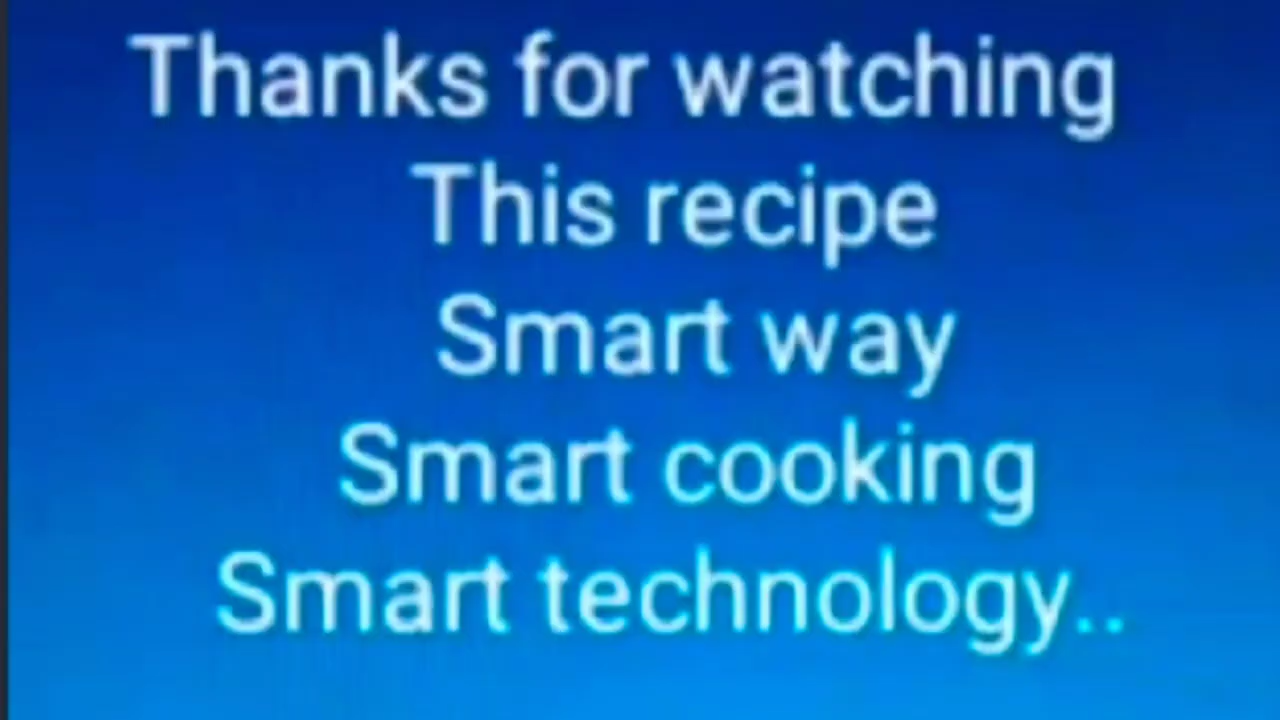 Thanks for watching
This recipe
Smart way
Smart cooking
Smart technology..